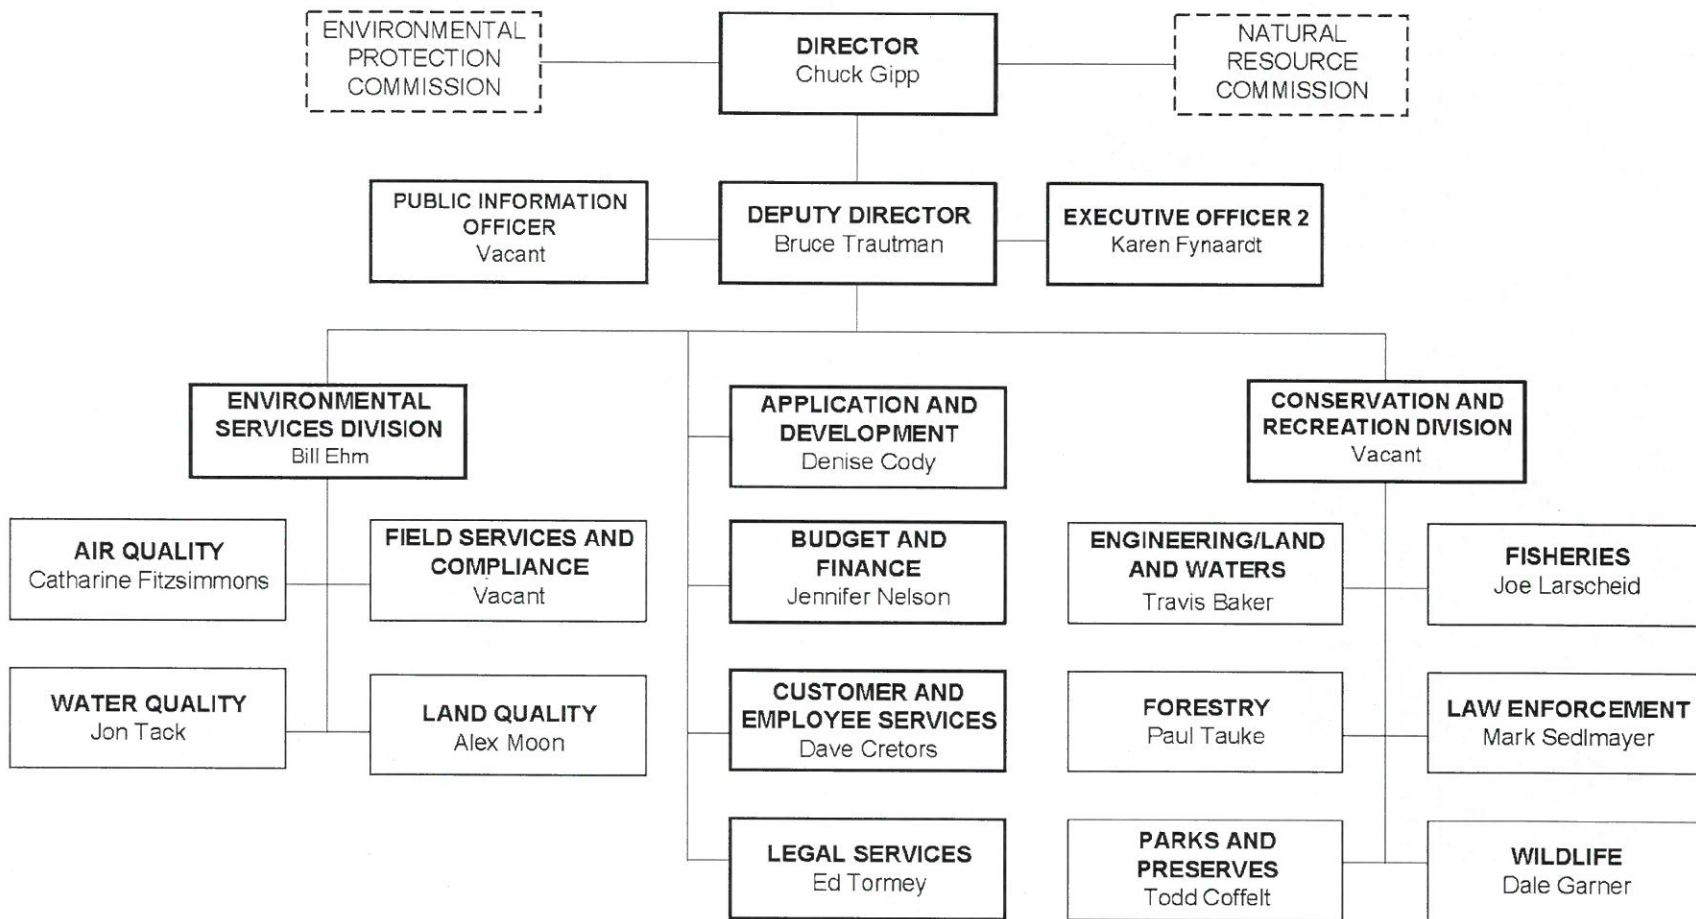 ENVIRONMENTAL
PROTECTION
COMMISSION
DIRECTOR
Chuck Gipp
NATURAL
RESOURCE
COMMISSION
PUBLIC INFORMATION
OFFICER
Vacant
DEPUTY DIRECTOR
Bruce Trautman
EXECUTIVE OFFICER 2
Karen Fynaardt
ENVIRONMENTAL
SERVICES DIVISION
Bill Ehm
APPLICATION AND
DEVELOPMENT
Denise Cody
CONSERVATION AND
RECREATION DIVISION
Vacant
AIR QUALITY
Catharine Fitzsimmons
FIELD SERVICES AND
COMPLIANCE
Vacant
BUDGET AND
FINANCE
Jennifer Nelson
ENGINEERING/LAND
AND WATERS
Travis Baker
FISHERIES
Joe Larscheid
WATER QUALITY
Jon Tack
LAND QUALITY
Alex Moon
CUSTOMER AND
EMPLOYEE SERVICES
Dave Cretors
FORESTRY
Paul Tauke
LAW ENFORCEMENT
Mark Sedlmayer
LEGAL SERVICES
Ed Tormey
PARKS AND
PRESERVES
Todd Coffelt
WILDLIFE
Dale Garner